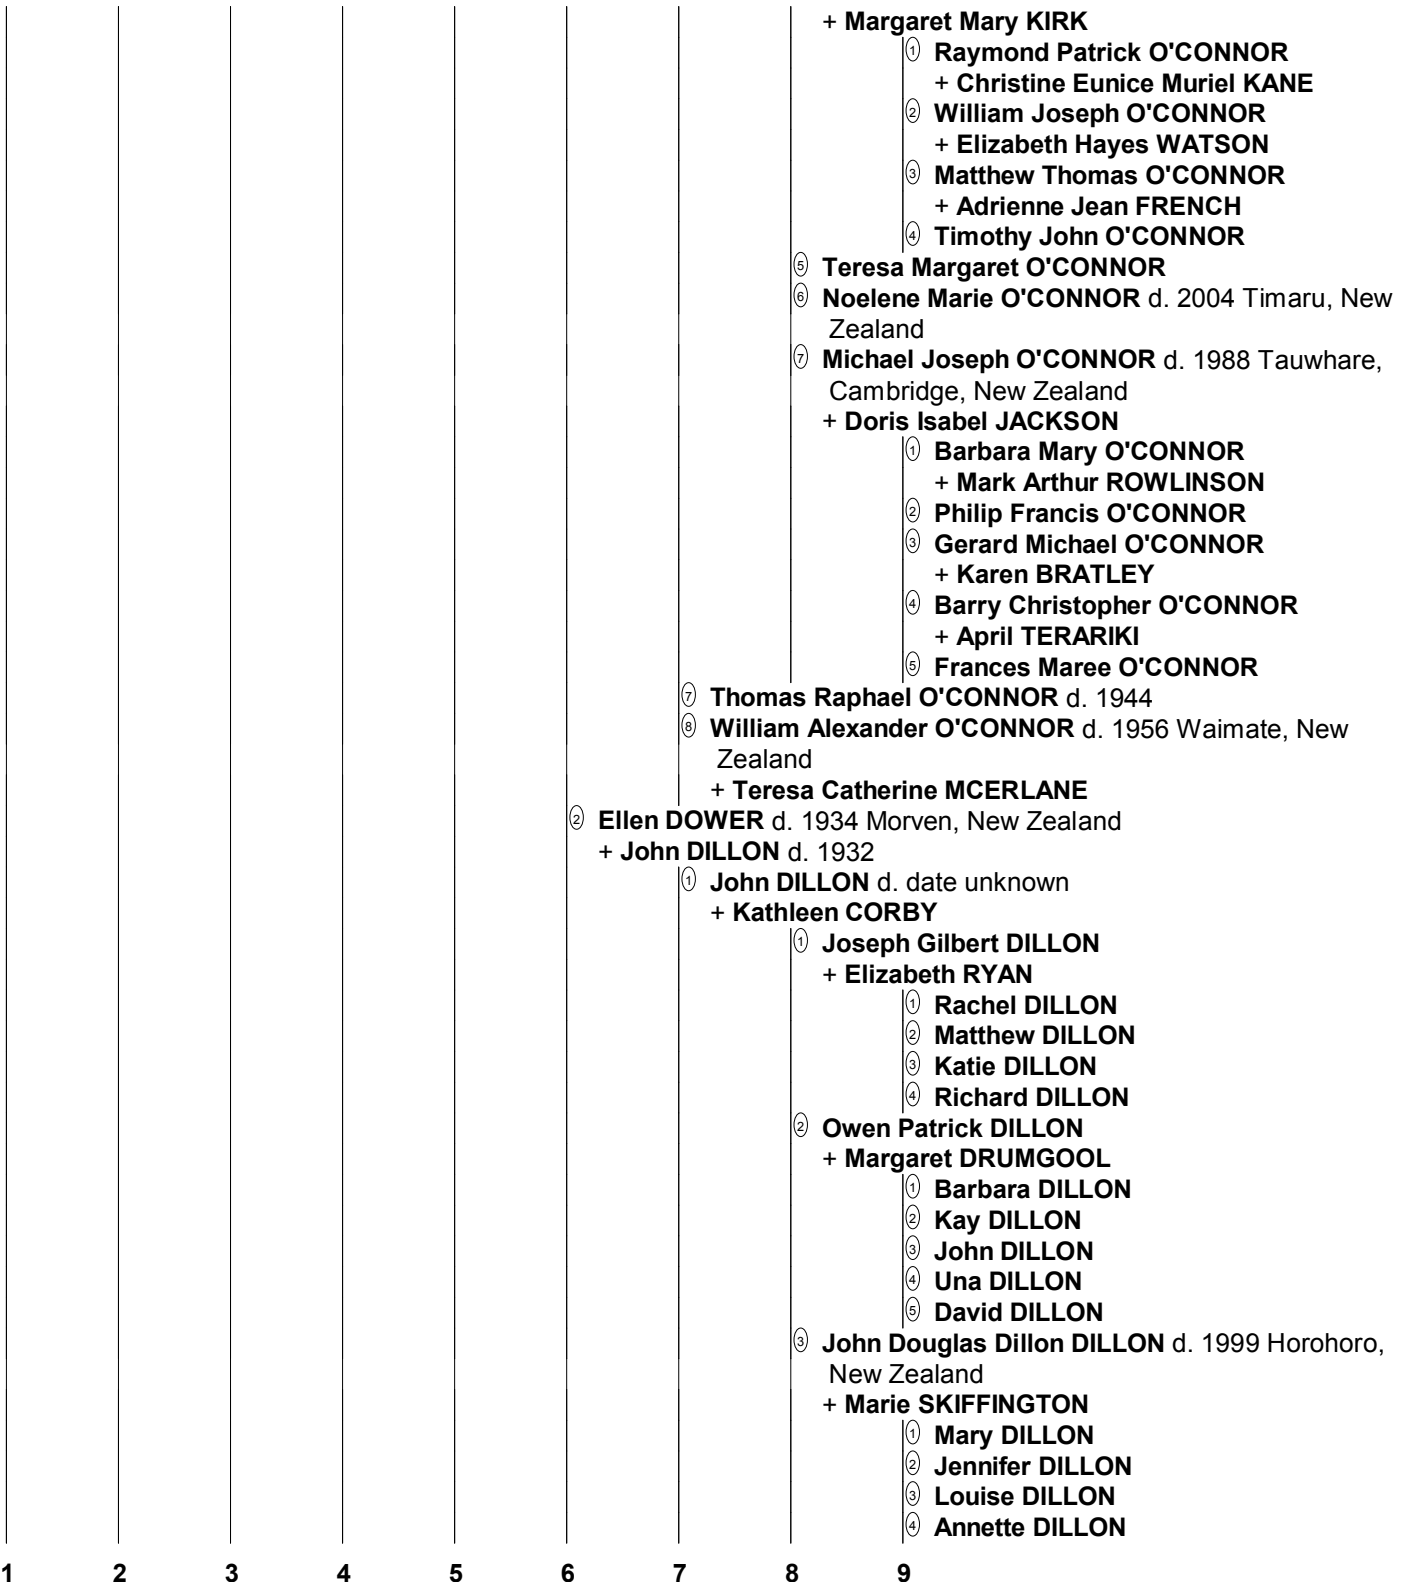 + Margaret Mary KIRK
1 Raymond Patrick O'CONNOR
+ Christine Eunice Muriel KANE
2 William Joseph O'CONNOR
+ Elizabeth Hayes WATSON
3 Matthew Thomas O'CONNOR
+ Adrienne Jean FRENCH
4 Timothy John O'CONNOR
5 Teresa Margaret O'CONNOR
6 Noelene Marie O'CONNOR d. 2004 Timaru, New
Zealand
7 Michael Joseph O'CONNOR d. 1988 Tauwhare,
Cambridge, New Zealand
+ Doris Isabel JACKSON
1 Barbara Mary O'CONNOR
+ Mark Arthur ROWLINSON
2 Philip Francis O'CONNOR
3 Gerard Michael O'CONNOR
+ Karen BRATLEY
4 Barry Christopher O'CONNOR
+ April TERARIKI
5 Frances Maree O'CONNOR
7 Thomas Raphael O'CONNOR d. 1944
8 William Alexander O'CONNOR d. 1956 Waimate, New
Zealand
+ Teresa Catherine MCERLANE
2 Ellen DOWER d. 1934 Morven, New Zealand
+ John DILLON d. 1932
1 John DILLON d. date unknown
+ Kathleen CORBY
1 Joseph Gilbert DILLON
+ Elizabeth RYAN
1 Rachel DILLON
2 Matthew DILLON
3 Katie DILLON
4 Richard DILLON
2 Owen Patrick DILLON
+ Margaret DRUMGOOL
1 Barbara DILLON
2 Kay DILLON
3 John DILLON
4 Una DILLON
5 David DILLON
3 John Douglas Dillon DILLON d. 1999 Horohoro,
New Zealand
+ Marie SKIFFINGTON
1 Mary DILLON
2 Jennifer DILLON
3 Louise DILLON
4 Annette DILLON
1 2 3 4 5 6 7 8 9